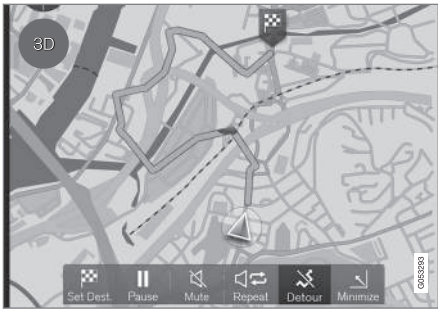 3D
Set Dest.
Pause
Mute
Repeat
Detour
Minimize
G053293